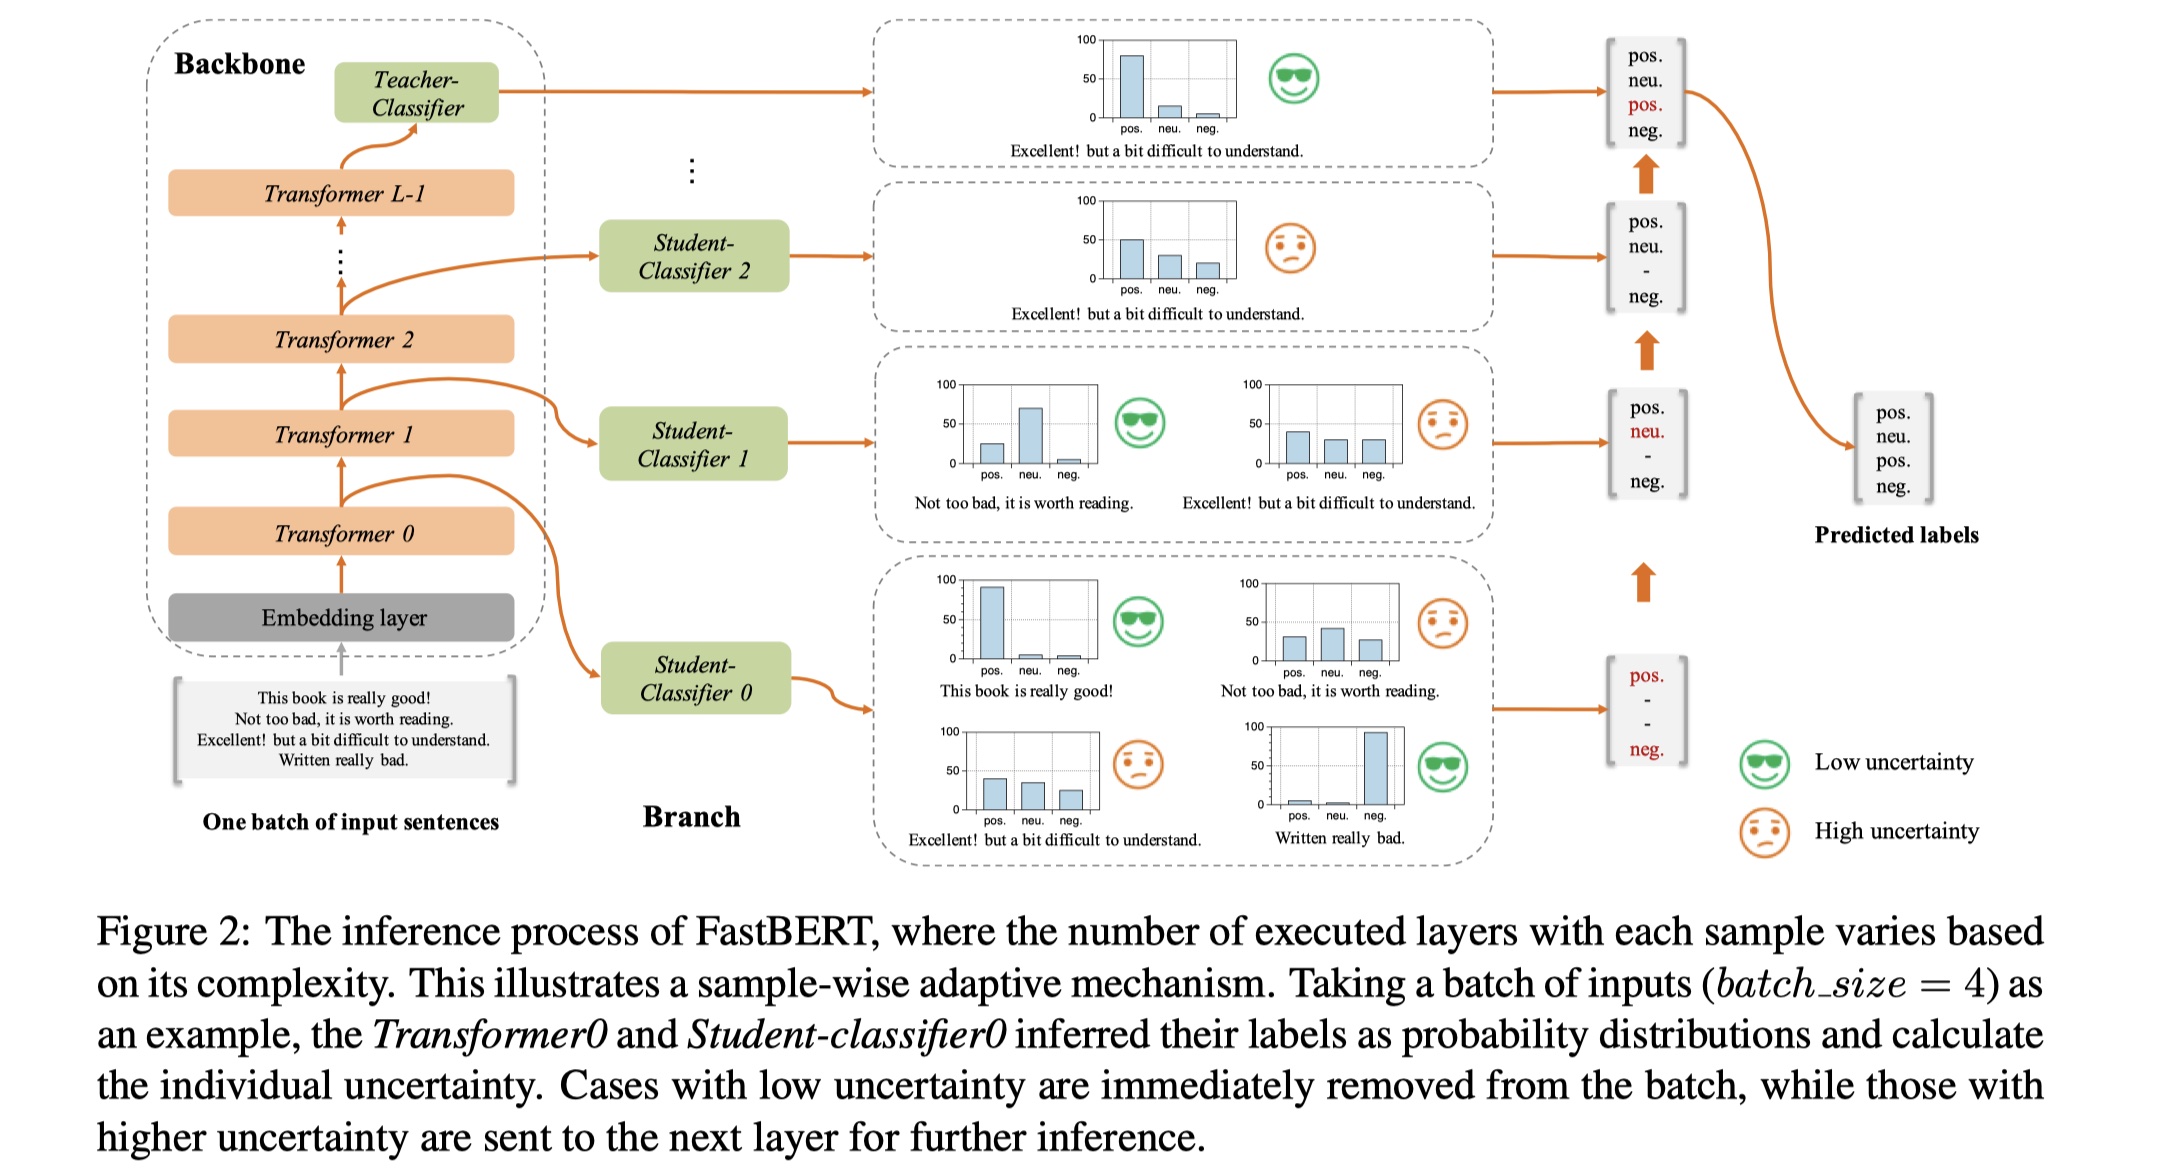 Backbone
Teacher-
Classifier
Transformer L-1
⋮
Transformer 2
Transformer 1
Transformer 0
Embedding layer
This book is really good!
Not too bad, it is worth reading.
Excellent! but a bit difficult to understand.
Written really bad.
One batch of input sentences
⋮
Student-
Classifier 2
Student-
Classifier 1
Student-
Classifier 0
Branch
100
50
0
pos. neu. neg.
Excellent! but a bit difficult to understand.
100
50
0
pos. neu. neg.
Excellent! but a bit difficult to understand.
100
50
0
pos. neu. neg.
Not too bad, it is worth reading.
100
50
0
pos. neu. neg.
Excellent! but a bit difficult to understand.
100
50
0
pos. neu. neg.
This book is really good!
100
50
0
pos. neu. neg.
Not too bad, it is worth reading.
100
50
0
pos. neu. neg.
Excellent! but a bit difficult to understand.
100
50
0
pos. neu. neg.
Written really bad.
pos.
neu.
pos.
neg.
pos.
neu.
-
neg.
pos.
neu.
-
neg.
pos.
-
-
neg.
pos.
neu.
pos.
neg.
Predicted labels
Low uncertainty
High uncertainty
Figure 2: The inference process of FastBERT, where the number of executed layers with each sample varies based
on its complexity. This illustrates a sample-wise adaptive mechanism. Taking a batch of inputs (batch_size = 4) as
an example, the Transformer0 and Student-classifier0 inferred their labels as probability distributions and calculate
the individual uncertainty. Cases with low uncertainty are immediately removed from the batch, while those with
higher uncertainty are sent to the next layer for further inference.